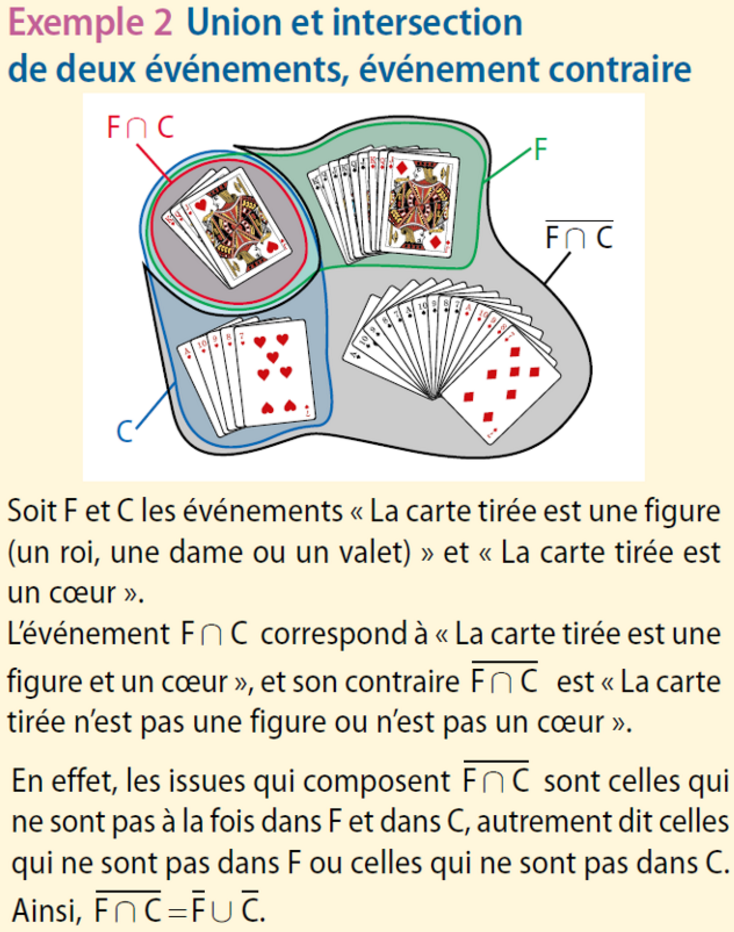 Exemple 2 Union et intersection
de deux événements, événement contraire
F ∩ C
F
F̅ ̅∩̅ ̅C̅
C
Soit F et C les événements « La carte tirée est une figure
(un roi, une dame ou un valet) » et « La carte tirée est
un cœur ».
L’événement F ∩ C correspond à « La carte tirée est une
figure et un cœur », et son contraire F̅ ̅∩̅ ̅C̅ est « La carte
tirée n’est pas une figure ou n’est pas un cœur ».
En effet, les issues qui composent F̅ ̅∩̅ ̅C̅ sont celles qui
ne sont pas à la fois dans F et dans C, autrement dit celles
qui ne sont pas dans F ou celles qui ne sont pas dans C.
Ainsi, F̅ ̅∩̅ ̅C̅ = F̅ ∪ C̅.